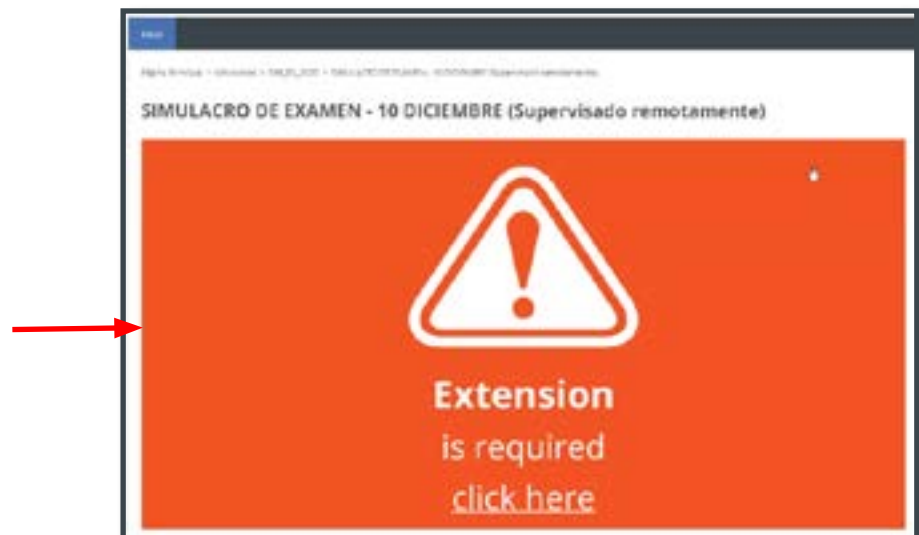 SIMULACRO DE EXAMEN - 10 DICIEMBRE (Supervisado remotamente)
Extension
is required
click here